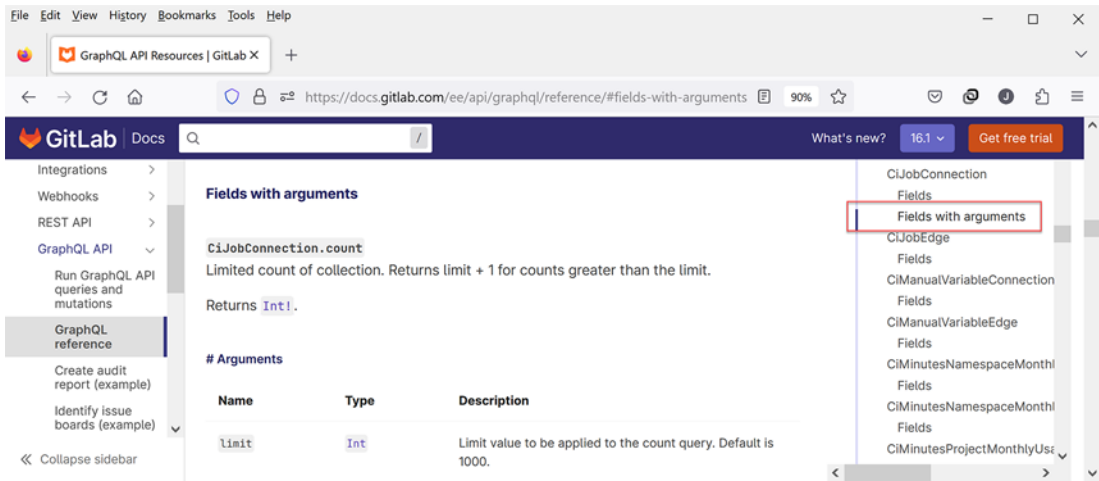 File Edit View History Bookmarks Tools Help
GraphQL API Resources | GitLab
https://docs.gitlab.com/ee/api/graphql/reference/#fields-with-arguments 90%
GitLab Docs / What's new? 16.1 Get free trial
Integrations
Webhooks
REST API
GraphQL API
Run GraphQL API
queries and
mutations
GraphQL
reference
Create audit
report (example)
Identify issue
boards (example)
Collapse sidebar
Fields with arguments
CiJobConnection.count
Limited count of collection. Returns limit + 1 for counts greater than the limit.
Returns Int!.
# Arguments
Name Type Description
limit Int Limit value to be applied to the count query. Default is
1000.
CiJobConnection
Fields
Fields with arguments
CiJobEdge
Fields
CiManualVariableConnection
Fields
CiManualVariableEdge
Fields
CiMinutesNamespaceMonthl
Fields
CiMinutesNamespaceMonthl
Fields
CiMinutesProjectMonthlyUsa